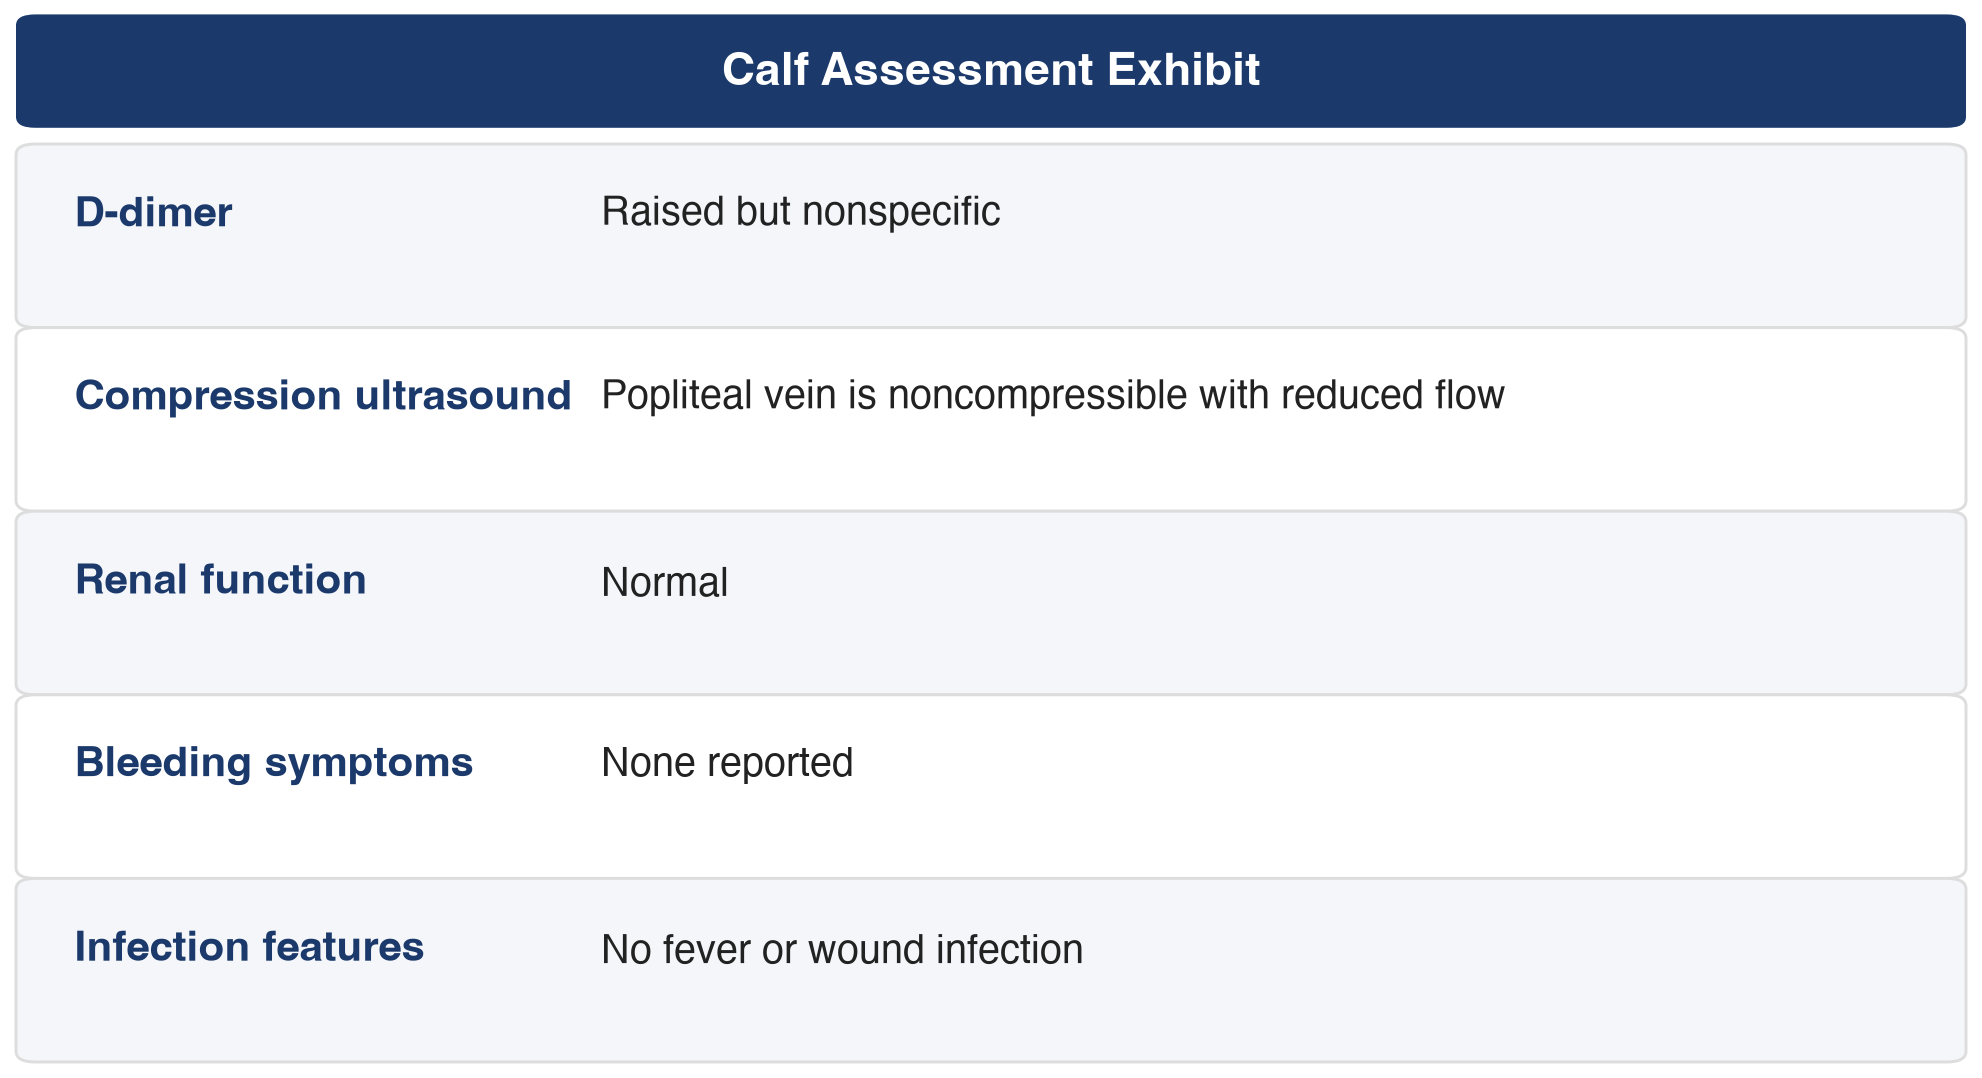 Calf Assessment Exhibit
D-dimer Raised but nonspecific
Compression ultrasound Popliteal vein is noncompressible with reduced flow
Renal function Normal
Bleeding symptoms None reported
Infection features No fever or wound infection